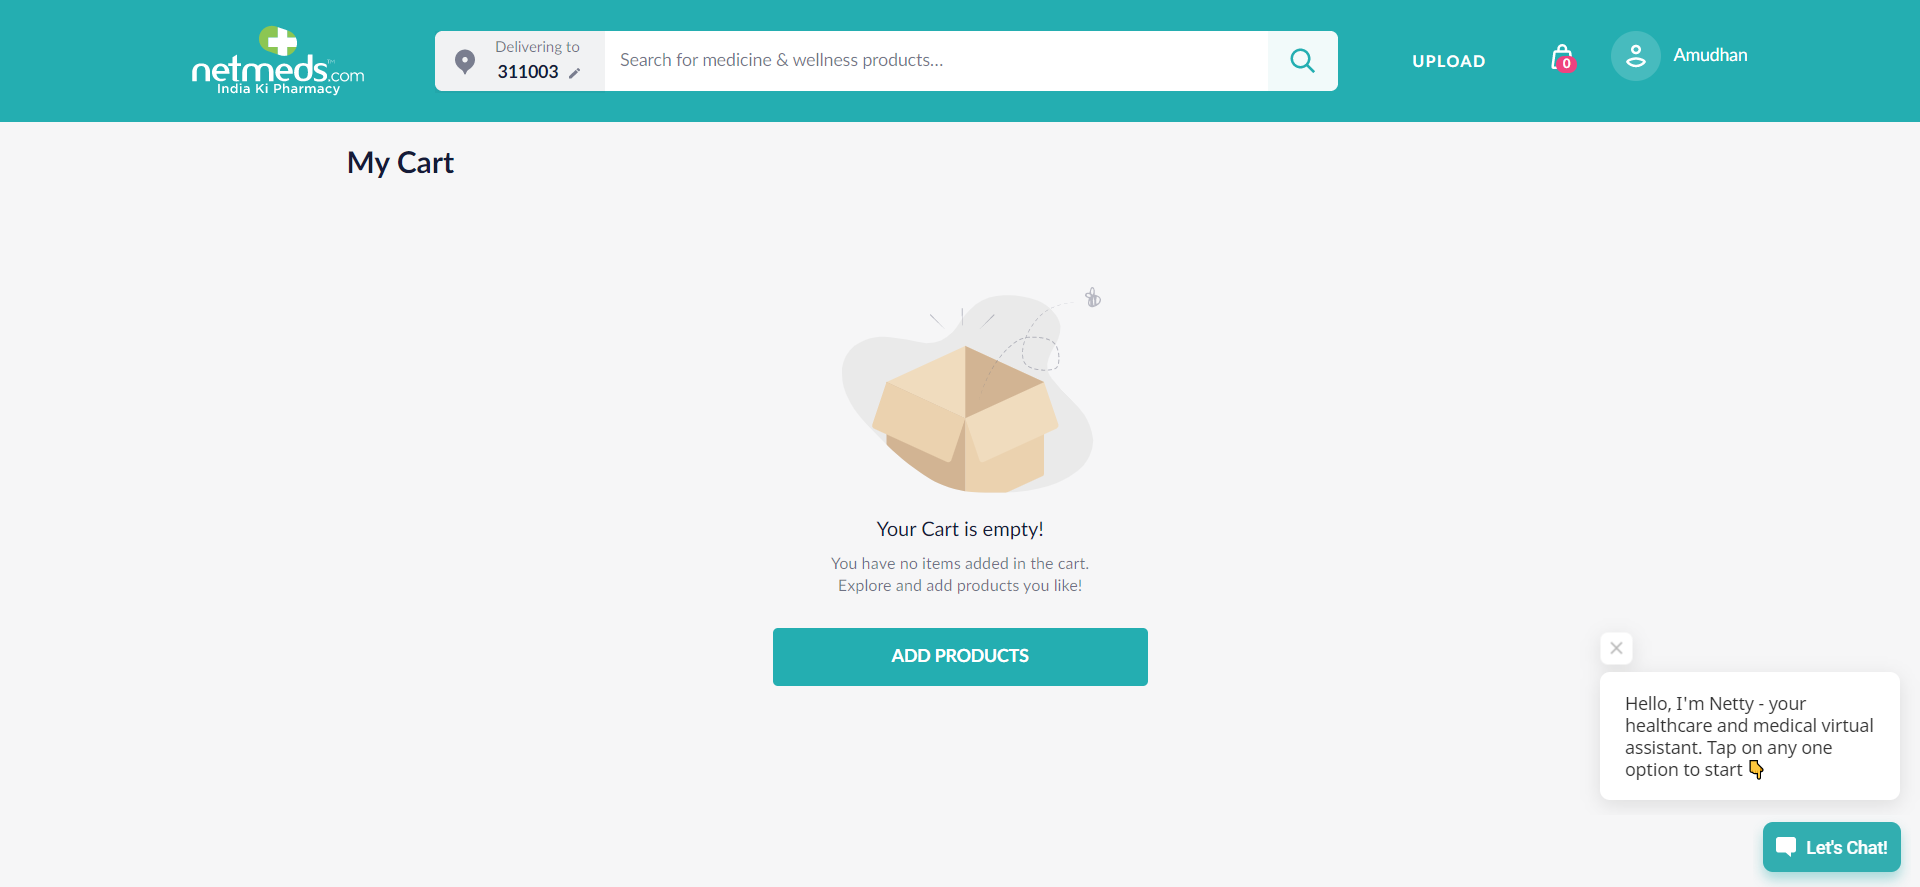 netmeds.com
India Ki Pharmacy
Delivering to
311003
Search for medicine & wellness products...
UPLOAD
0
Amudhan
My Cart
Your Cart is empty!
You have no items added in the cart.
Explore and add products you like!
ADD PRODUCTS
Hello, I'm Netty - your
healthcare and medical virtual
assistant. Tap on any one
option to start 👇
Let's Chat!